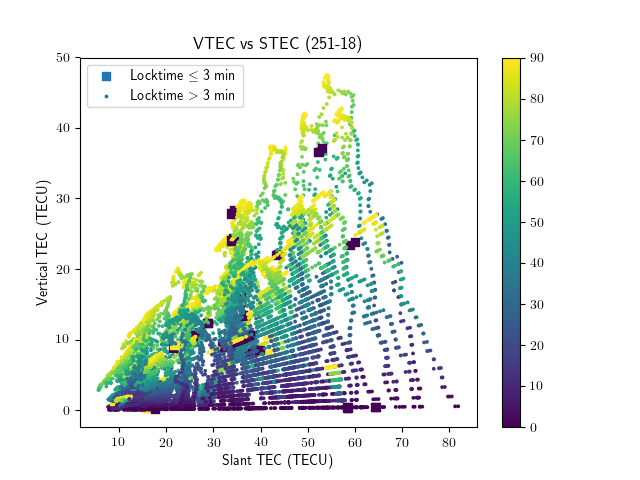 VTEC vs STEC (251-18)
Locktime ≤ 3 min
Locktime > 3 min
Vertical TEC (TECU)
50
40
30
20
10
0
10 20 30 40 50 60 70 80
Slant TEC (TECU)
90
80
70
60
50
40
30
20
10
0